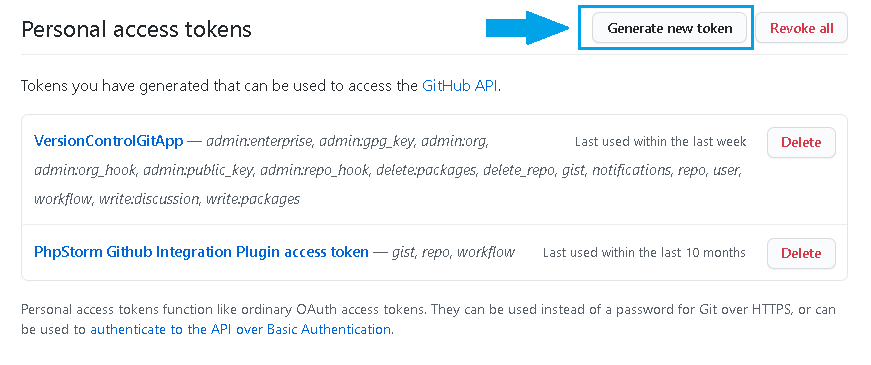 Personal access tokens
Generate new token
Revoke all
Tokens you have generated that can be used to access the GitHub API.
VersionControlGitApp — admin:enterprise, admin:gpg_key, admin:org,
Last used within the last week
Delete
admin:org_hook, admin:public_key, admin:repo_hook, delete:packages, delete_repo, gist, notifications, repo, user,
workflow, write:discussion, write:packages
PhpStorm Github Integration Plugin access token — gist, repo, workflow
Last used within the last 10 months
Delete
Personal access tokens function like ordinary OAuth access tokens. They can be used instead of a password for Git over HTTPS, or can
be used to authenticate to the API over Basic Authentication.